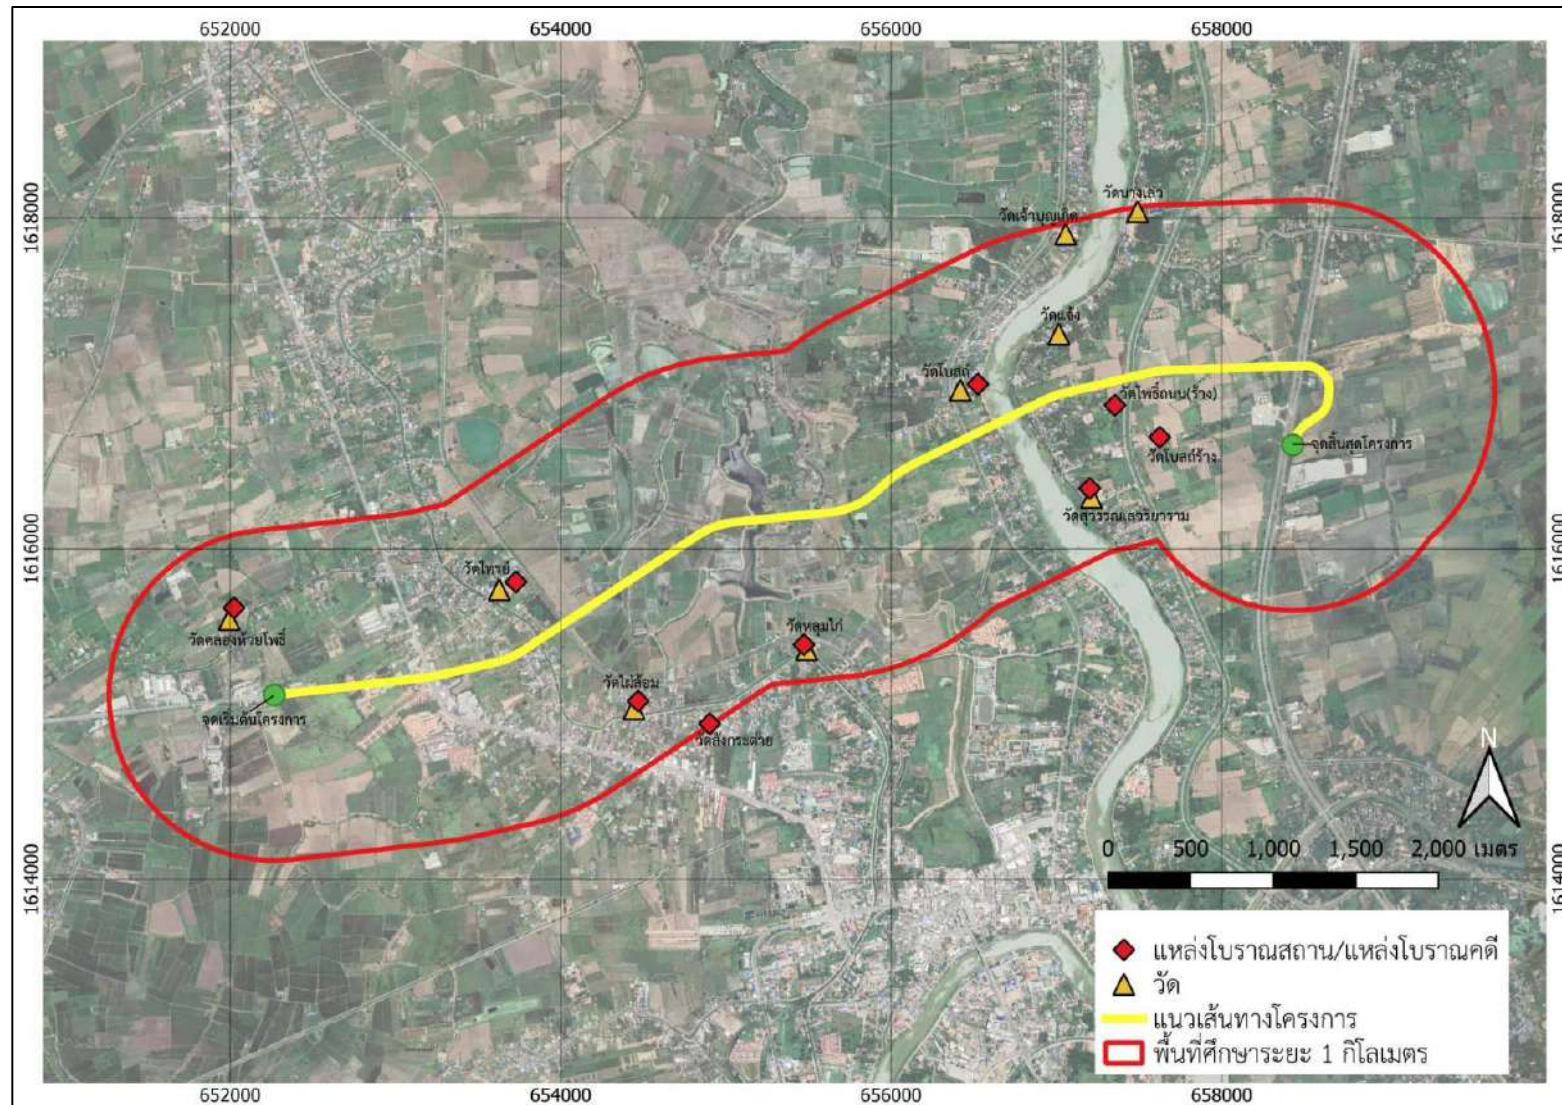 652000 654000 656000 658000
1618000 1618000
วัดบางเลว
วัดเจ้าบุญเกิด
วัดแจ้ง
วัดโบสถ์
วัดโพธิ์ถนน(ร้าง)
วัดโบสถ์ร้าง
จุดสิ้นสุดโครงการ
วัดสุวรรณเสวริยาราม
1616000 1616000
วัดไทรย์
วัดคลองห้วยโพธิ์
วัดหลุมไก่
วัดไผ่ล้อม
จุดเริ่มต้นโครงการ
วัดสังกระต่าย
N
0 500 1,000 1,500 2,000 เมตร
1614000 1614000
แหล่งโบราณสถาน/แหล่งโบราณคดี
วัด
แนวเส้นทางโครงการ
พื้นที่ศึกษาระยะ 1 กิโลเมตร
652000 654000 656000 658000